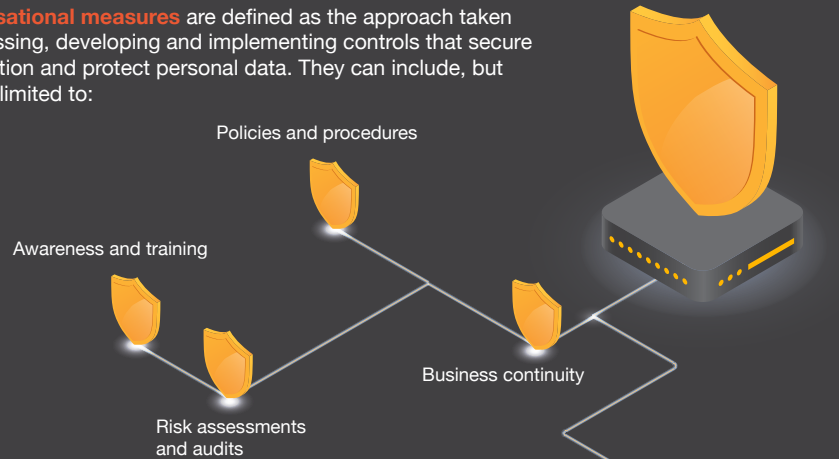 sational measures are defined as the approach taken
ssing, developing and implementing controls that secure
tion and protect personal data. They can include, but
limited to:
Policies and procedures
Awareness and training
Business continuity
Risk assessments
and audits